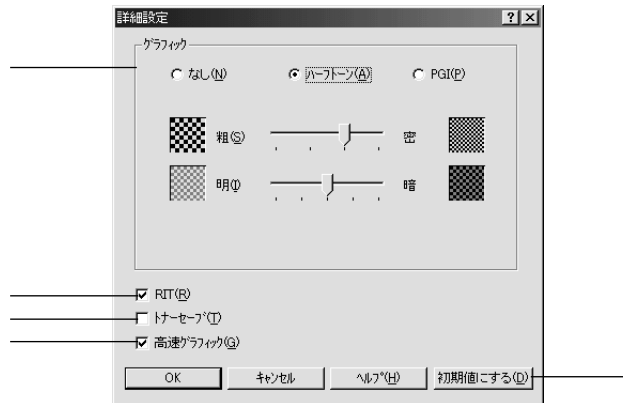 詳細設定
グラフィック
なし(N) ハーフトーン(A) PGI(P)
粗(S) 密
明(I) 暗
RIT(R)
トナーセーブ(T)
高速グラフィック(G)
OK キャンセル ヘルプ(H) 初期値にする(D)